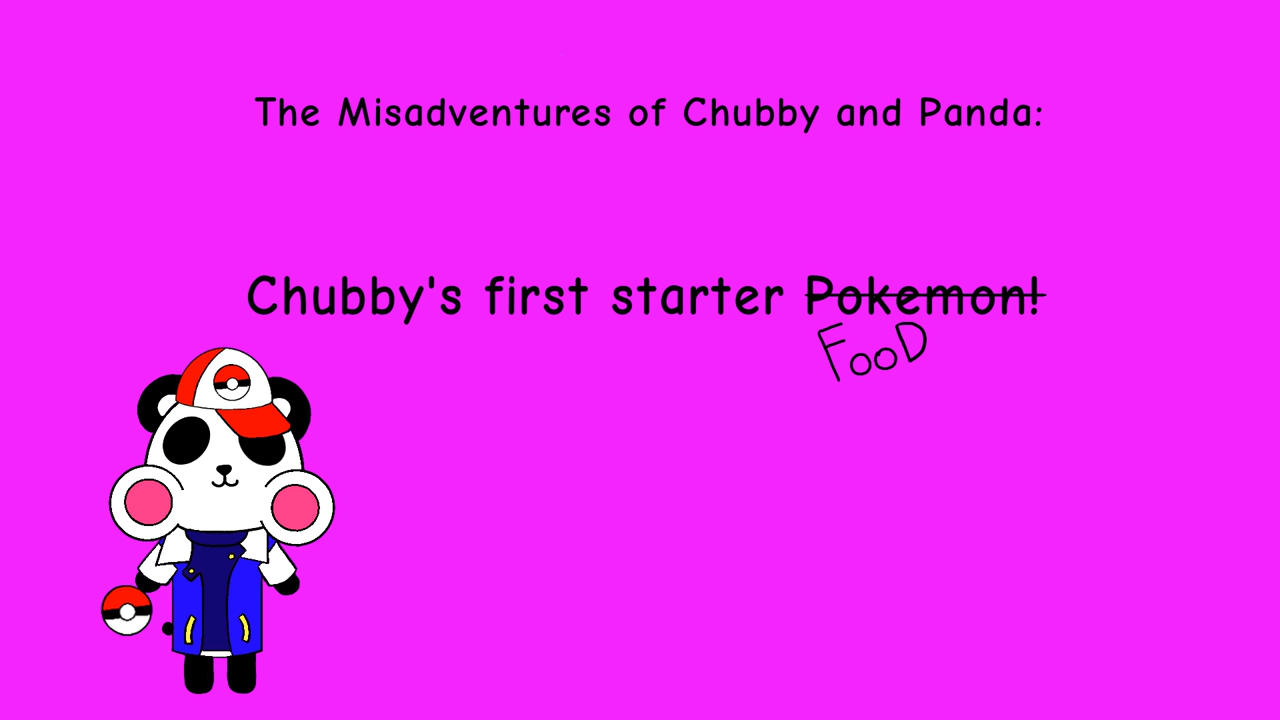 The Misadventures of Chubby and Panda:
Chubby's first starter Pokemon!
FooD